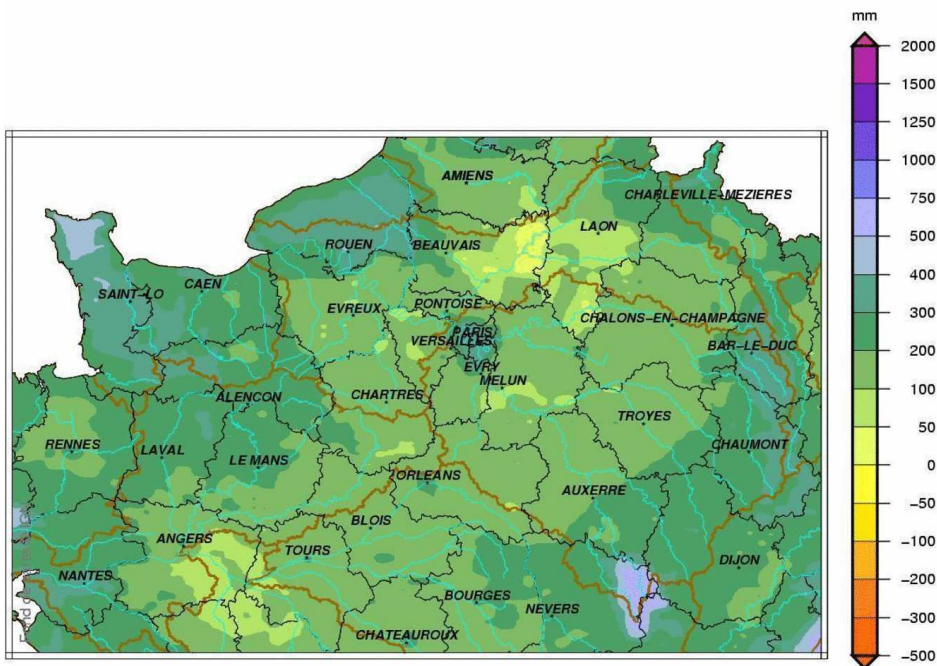 mm
2000
1500
1250
1000
750
500
400
300
200
100
50
0
-50
-100
-200
-300
-500
AMIENS
CHARLEVILLE-MEZIERES
LAON
ROUEN
BEAUVAIS
CAEN
SAINT-LO
PONTOISE
EVREUX
CHALONS-EN-CHAMPAGNE
PARIS
VERSAILLES
BAR-LE-DUC
EVRY
MELUN
ALENCON
CHARTRES
TROYES
RENNES
LAVAL
LE MANS
CHAUMONT
ORLEANS
AUXERRE
BLOIS
ANGERS
TOURS
DIJON
NANTES
BOURGES
NEVERS
CHATEAUROUX